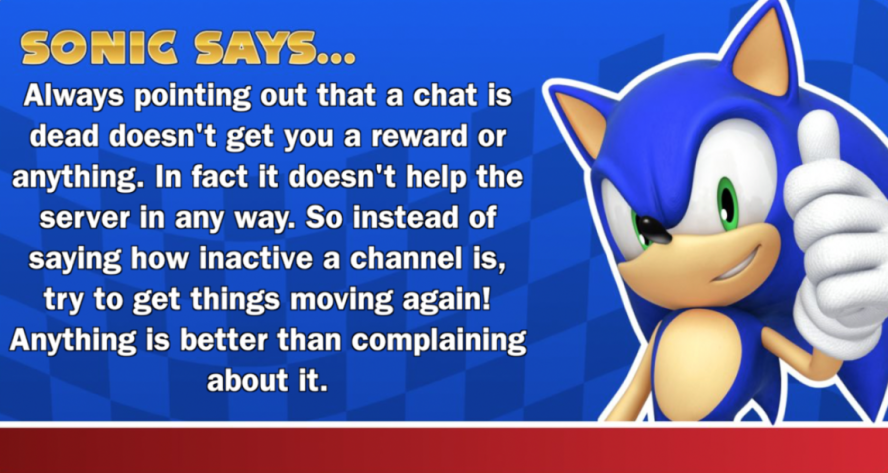 SONIC SAYS...
Always pointing out that a chat is
dead doesn't get you a reward or
anything. In fact it doesn't help the
server in any way. So instead of
saying how inactive a channel is,
try to get things moving again!
Anything is better than complaining
about it.